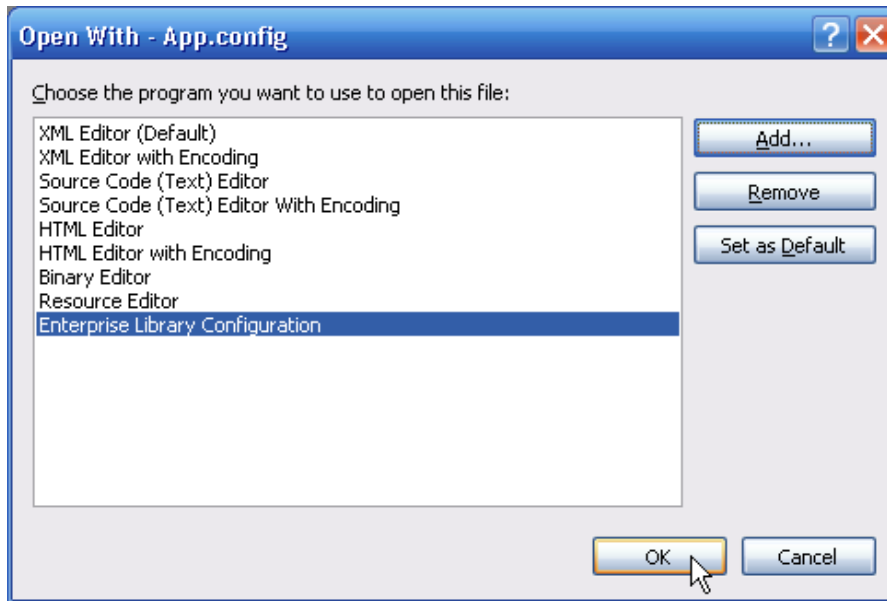 Open With - App.config
?
Choose the program you want to use to open this file:
XML Editor (Default)
XML Editor with Encoding
Source Code (Text) Editor
Source Code (Text) Editor With Encoding
HTML Editor
HTML Editor with Encoding
Binary Editor
Resource Editor
Enterprise Library Configuration
Add...
Remove
Set as Default
OK
Cancel